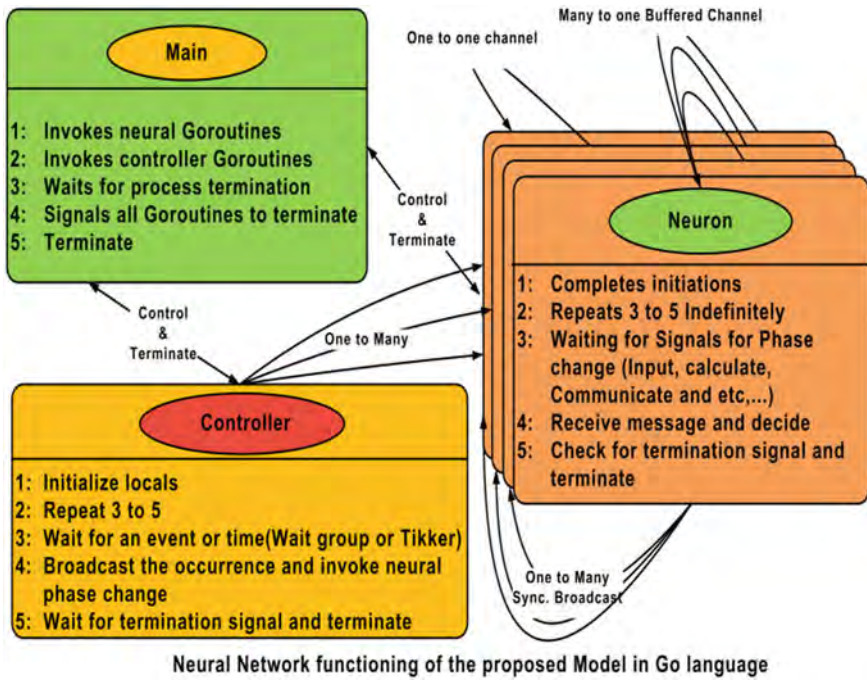 Main
1: Invokes neural Goroutines
2: Invokes controller Goroutines
3: Waits for process termination
4: Signals all Goroutines to terminate
5: Terminate
One to one channel
Many to one Buffered Channel
Control
&
Terminate
Control
&
Terminate
One to Many
Neuron
1: Completes initiations
2: Repeats 3 to 5 Indefinitely
3: Waiting for Signals for Phase
change (Input, calculate,
Communicate and etc,...)
4: Receive message and decide
5: Check for termination signal and
terminate
Controller
1: Initialize locals
2: Repeat 3 to 5
3: Wait for an event or time(Wait group or Tikker)
4: Broadcast the occurrence and invoke neural
phase change
5: Wait for termination signal and terminate
One to Many
Sync. Broadcast
Neural Network functioning of the proposed Model in Go language